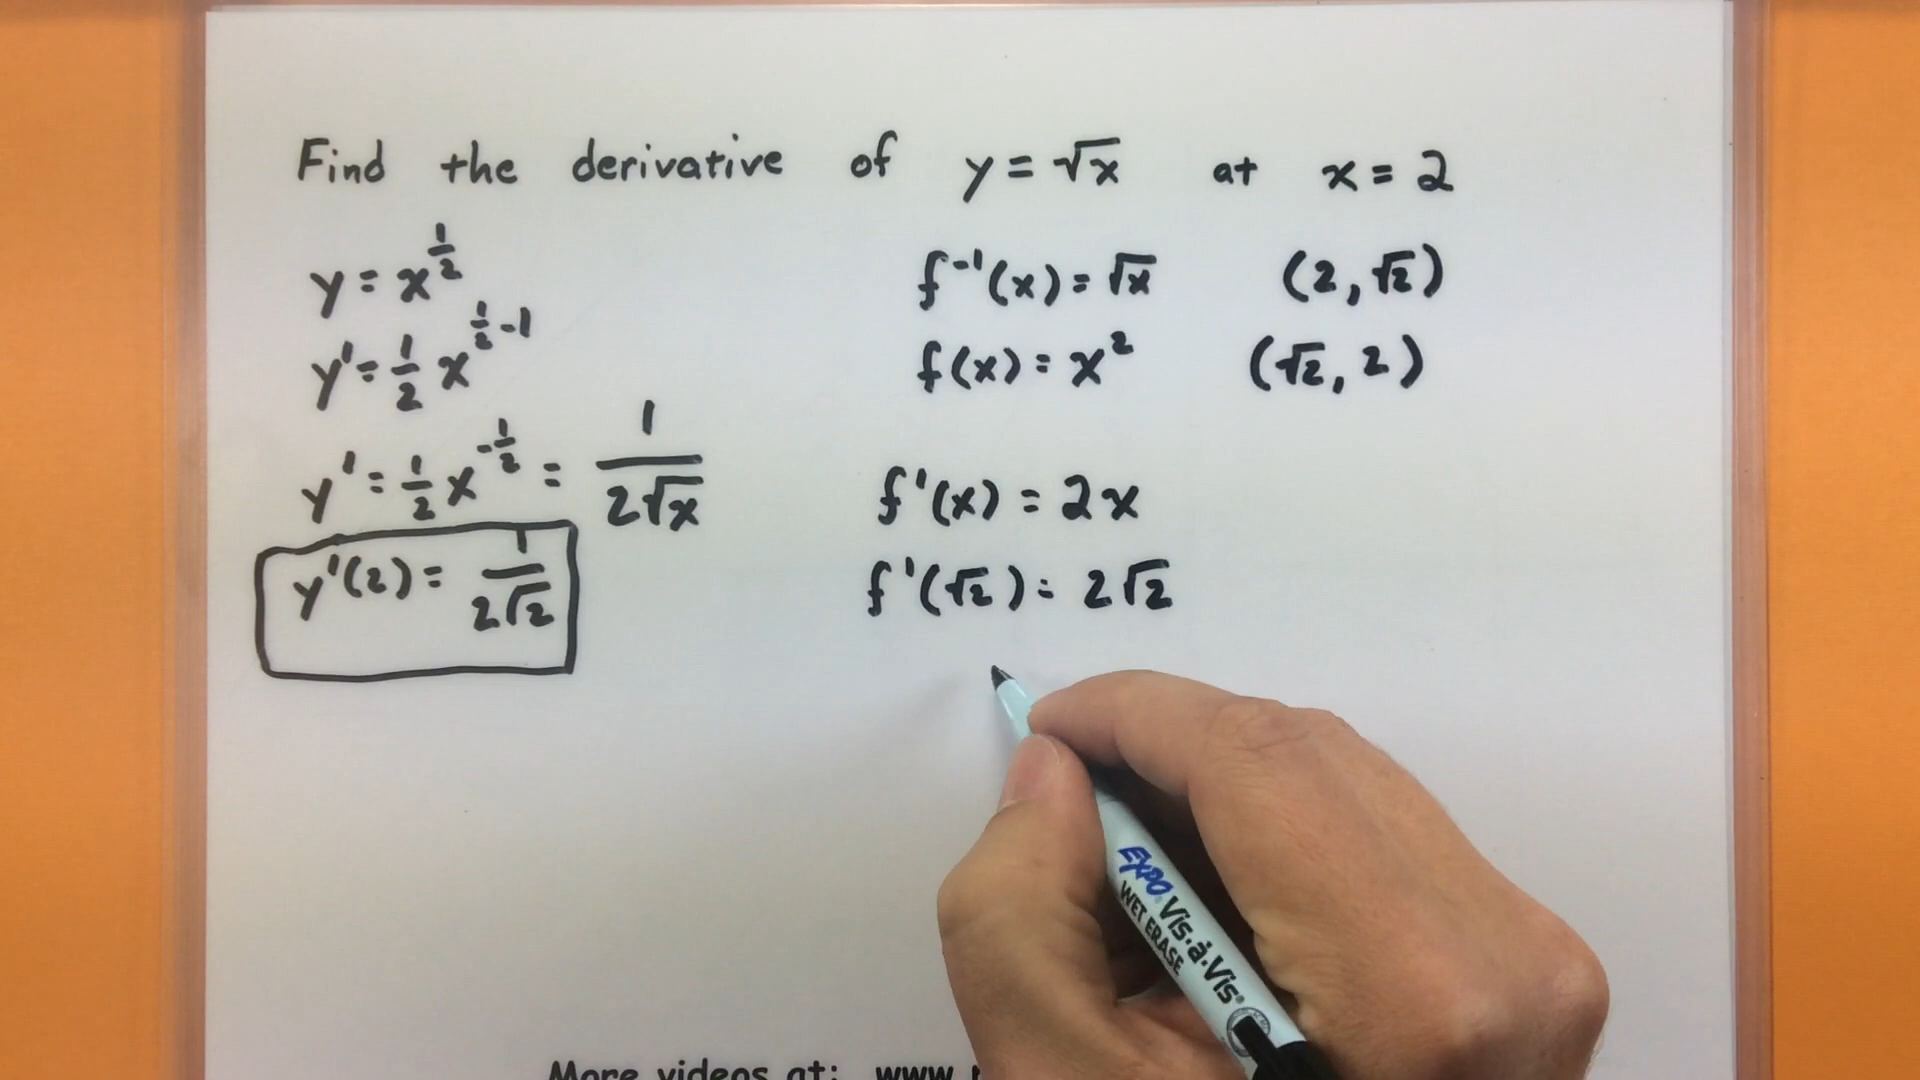 Find the derivative of y = √x at x = 2
y = x^(1/2)
y' = 1/2 x^(1/2 - 1)
y' = 1/2 x^(-1/2) = 1/(2√x)
y'(2) = 1/(2√2)
f⁻¹(x) = √x (2, √2)
f(x) = x² (√2, 2)
f'(x) = 2x
f'(√2) = 2√2
EXPO Vis·à·Vis®
WET ERASE
More videos at: www.